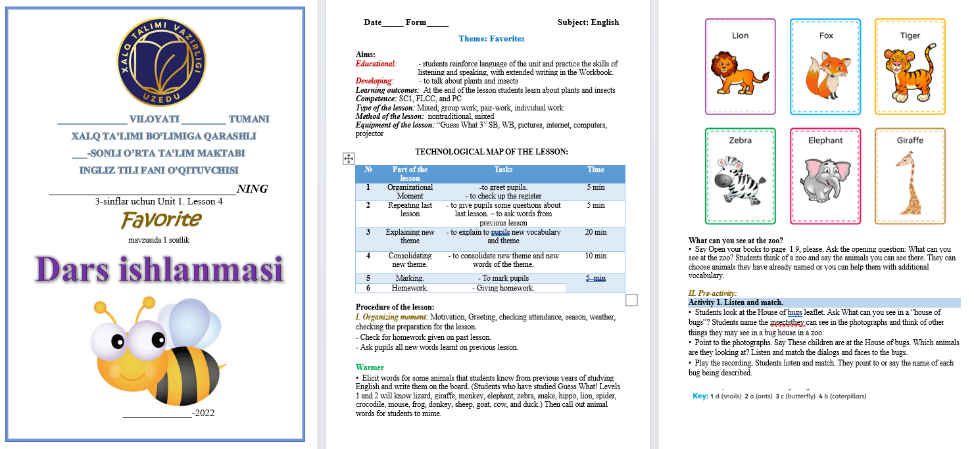 XALQ TALIMI VAZIRLIGI
UZEDU
____________ VILOYATI ________ TUMANI
XALQ TA'LIMI BO'LIMIGA QARASHLI
___-SONLI O'RTA TA'LIM MAKTABI
INGLIZ TILI FANI O'QITUVCHISI
______________________________NING
3-sinflar uchun Unit 1. Lesson 4
Favorite
mavzusida 1 soatlik
Dars ishlanmasi
______________-2022
Date_____ Form_____ Subject: English
Theme: Favorites
Aims:
Educational: - students reinforce language of the unit and practice the skills of
listening and speaking, with extended writing in the Workbook.
Developing: - to talk about plants and insects
Learning outcomes: At the end of the lesson students learn about plants and insects
Competence: SC1, FLCC, and PC
Type of the lesson: Mixed, group work, pair-work, individual work
Method of the lesson: nontraditional, mixed
Equipment of the lesson: "Guess What 3" SB, WB, pictures, internet, computers,
projector
TECHNOLOGICAL MAP OF THE LESSON:
№ Part of the lesson Tasks Time
1 Organizational Moment -to greet pupils. - to check up the register 5 min
2 Repeating last lesson - to give pupils some questions about last lesson. – to ask words from previous lesson 5 min
3 Explaining new theme - to explain to pupils new vocabulary and theme 20 min
4 Consolidating new theme. - to consolidate new theme and new words of the theme. 10 min
5 Marking. - To mark pupils 5 min
6 Homework. - Giving homework.
Procedure of the lesson:
I. Organizing moment: Motivation, Greeting, checking attendance, season, weather,
checking the preparation for the lesson.
- Check for homework given on past lesson.
- Ask pupils all new words learnt on previous lesson.
Warmer
• Elicit words for some animals that students know from previous years of studying
English and write them on the board. (Students who have studied Guess What! Levels
1 and 2 will know lizard, giraffe, monkey, elephant, zebra, snake, hippo, lion, spider,
crocodile, mouse, frog, donkey, sheep, goat, cow, and duck.) Then call out animal
words for students to mime.
Lion
Fox
Tiger
Zebra
Elephant
Giraffe
What can you see at the zoo?
• Say Open your books to page 19, please. Ask the opening question: What can you
see at the zoo? Students think of a zoo and say the animals you can see there. They can
choose animals they have already named or you can help them with additional
vocabulary.
II. Pre-activity:
Activity 1. Listen and match.
• Students look at the House of bugs leaflet. Ask What can you see in a "house of
bugs"? Students name the insectsthey can see in the photographs and think of other
things they may see in a bug house in a zoo.
• Point to the photographs. Say These children are at the House of Bugs. Which animals
are they looking at? Listen and match the dialogs and faces to the bugs.
• Play the recording. Students listen and match. They point to or say the name of each
bug being described.
Key: 1 d (snails) 2 a (ants) 3 c (butterfly) 4 b (caterpillars)